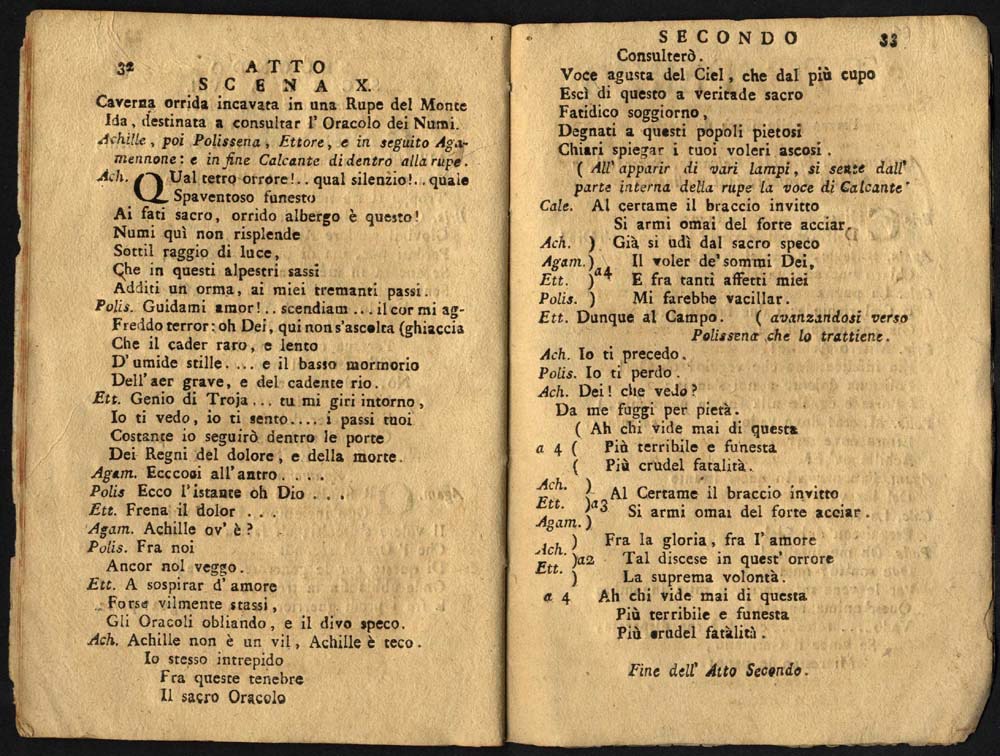 32 ATTO
SCENA X.
Caverna orrida incavata in una Rupe del Monte
Ida, destinata a consultar l' Oracolo dei Numi.
Achille, poi Polissena, Ettore, e in seguito Aga-
mennone: e in fine Calcante di dentro alla rupe.
Ach. QUal tetro orrore!.. qual silenzio!... quale
Spaventoso funesto
Ai fati sacro, orrido albergo è questo!
Numi quì non risplende
Sottil raggio di luce,
Che in questi alpestri sassi
Additi un orma, ai miei tremanti passi.
Polis. Guidami amor!.. scendiam ... il cor mi ag-
Freddo terror: oh Dei, qui non s'ascolta (ghiaccia
Che il cader raro, e lento
D' umide stille.... e il basso mormorio
Dell' aer grave, e del cadente rio.
Ett. Genio di Troja... tu mi giri intorno,
Io ti vedo, io ti sento.... i passi tuoi
Costante io seguirò dentro le porte
Dei Regni del dolore, e della morte.
Agam. Ecccosi all' antro. . . .
Polis Ecco l' istante oh Dio . . .
Ett. Frena il dolor . . .
Agam. Achille ov' è?
Polis. Fra noi
Ancor nol veggo.
Ett. A sospirar d' amore
Forse vilmente stassi,
Gli Oracoli obliando, e il divo speco.
Ach. Achille non è un vil, Achille è teco.
Io stesso intrepido
Fra queste tenebre
Il sacro Oracolo
SECONDO 33
Consulterò.
Voce agusta del Ciel, che dal più cupo
Escì di questo a veritade sacro
Fatidico soggiorno,
Degnati a questi popoli pietosi
Chiari spiegar i tuoi voleri ascosi.
( All' apparir di vari lampi, si sente dall'
parte interna della rupe la voce di Calcante
Calc. Al certame il braccio invitto
Si armi omai del forte acciar.
Ach. ) Già si udì dal sacro speco
Agam.) Il voler de' sommi Dei,
Ett. ) a4 E fra tanti affetti miei
Polis. ) Mi farebbe vacillar.
Ett. Dunque al Campo. ( avanzandosi verso
Polissena che lo trattiene.
Ach. Io ti precedo.
Polis. Io ti perdo.
Ach. Dei! che vedo?
Da me fuggi per pietà.
( Ah chi vide mai di questa
a 4 ( Più terribile e funesta
( Più crudel fatalità.
Ach. ) Al Certame il braccio invitto
Ett. )a3 Si armi omai del forte acciar.
Agam. )
Ach. ) Fra la gloria, fra l' amore
Ett. )a2 Tal discese in quest' orrore
) La suprema volontà.
a 4 Ah chi vide mai di questa
Più terribile e funesta
Più crudel fatàlità.
Fine dell' Atto Secondo.